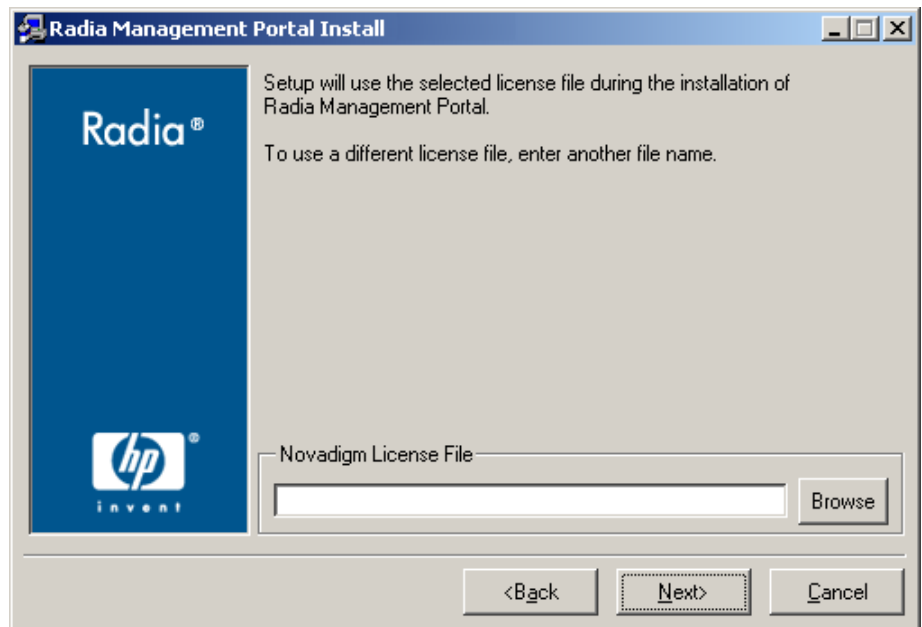 Radia Management Portal Install
Radia®
Setup will use the selected license file during the installation of
Radia Management Portal.
To use a different license file, enter another file name.
hp®
invent
Novadigm License File
Browse
<Back
Next>
Cancel